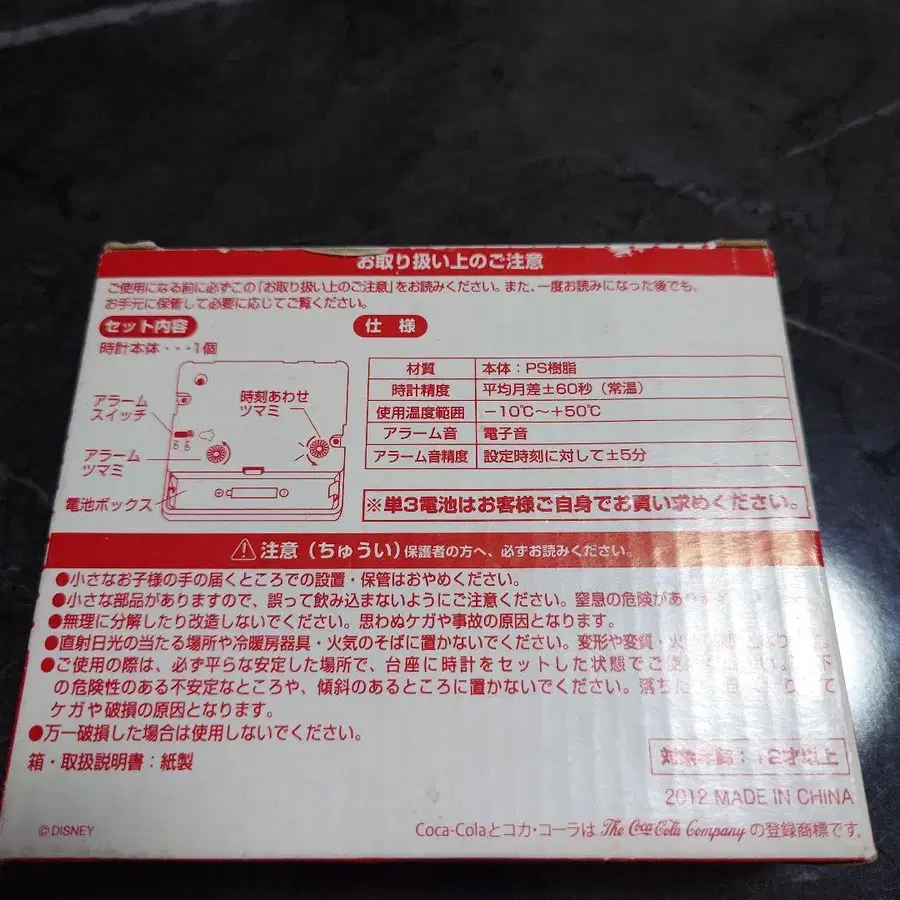 お取り扱い上のご注意
ご使用になる前に必ずこの「お取り扱い上のご注意」をお読みください。また、一度お読みになった後でも、
お手元に保管して必要に応じてご覧ください。
セット内容
時計本体・・・1個
アラーム
スイッチ
時刻あわせ
ツマミ
アラーム
ツマミ
電池ボックス
仕様
材質 本体：PS樹脂
時計精度 平均月差±60秒（常温）
使用温度範囲 −10℃〜+50℃
アラーム音 電子音
アラーム音精度 設定時刻に対して±5分
※単3電池はお客様ご自身でお買い求めください。
注意（ちゅうい）保護者の方へ、必ずお読みください。
●小さなお子様の手の届くところでの設置・保管はおやめください。
●小さな部品がありますので、誤って飲み込まないようにご注意ください。窒息の危険があり
●無理に分解したり改造しないでください。思わぬケガや事故の原因となります。
●直射日光の当たる場所や冷暖房器具・火気のそばに置かないでください。変形や変質・火
●ご使用の際は、必ず平らな安定した場所で、台座に時計をセットした状態でご使用ください。
の危険性のある不安定なところや、傾斜のあるところに置かないでください。落ち
ケガや破損の原因となります。
●万一破損した場合は使用しないでください。
箱・取扱説明書：紙製
対象年齢：12才以上
2012 MADE IN CHINA
©DISNEY
Coca-Colaとコカ・コーラは The Coca-Cola Company の登録商標です。